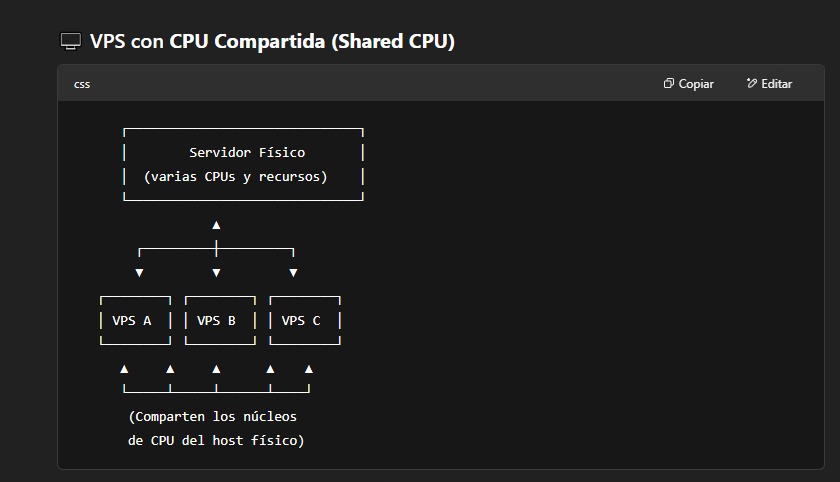 VPS con CPU Compartida (Shared CPU)
css
Copiar
Editar
Servidor Físico
(varias CPUs y recursos)
VPS A VPS B VPS C
(Comparten los núcleos
de CPU del host físico)